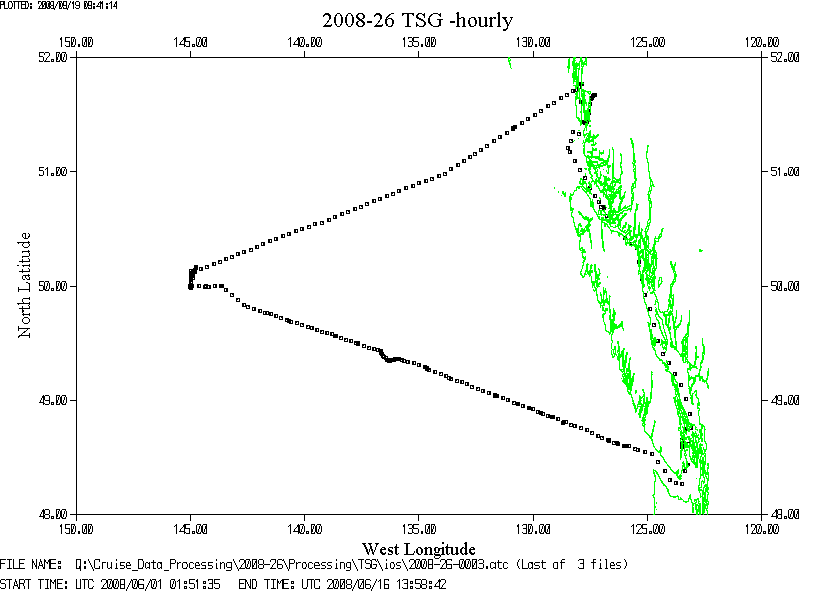 PLOTTED: 2008/09/19 09:41:14
2008-26 TSG -hourly
150.00 145.00 140.00 135.00 130.00 125.00 120.00
52.00 52.00
51.00 51.00
North Latitude
50.00 50.00
49.00 49.00
48.00 48.00
150.00 145.00 140.00 135.00 130.00 125.00 120.00
West Longitude
FILE NAME: Q:\Cruise_Data_Processing\2008-26\Processing\TSG\ios\2008-26-0003.atc (Last of 3 files)
START TIME: UTC 2008/06/01 01:51:35 END TIME: UTC 2008/06/16 13:58:42